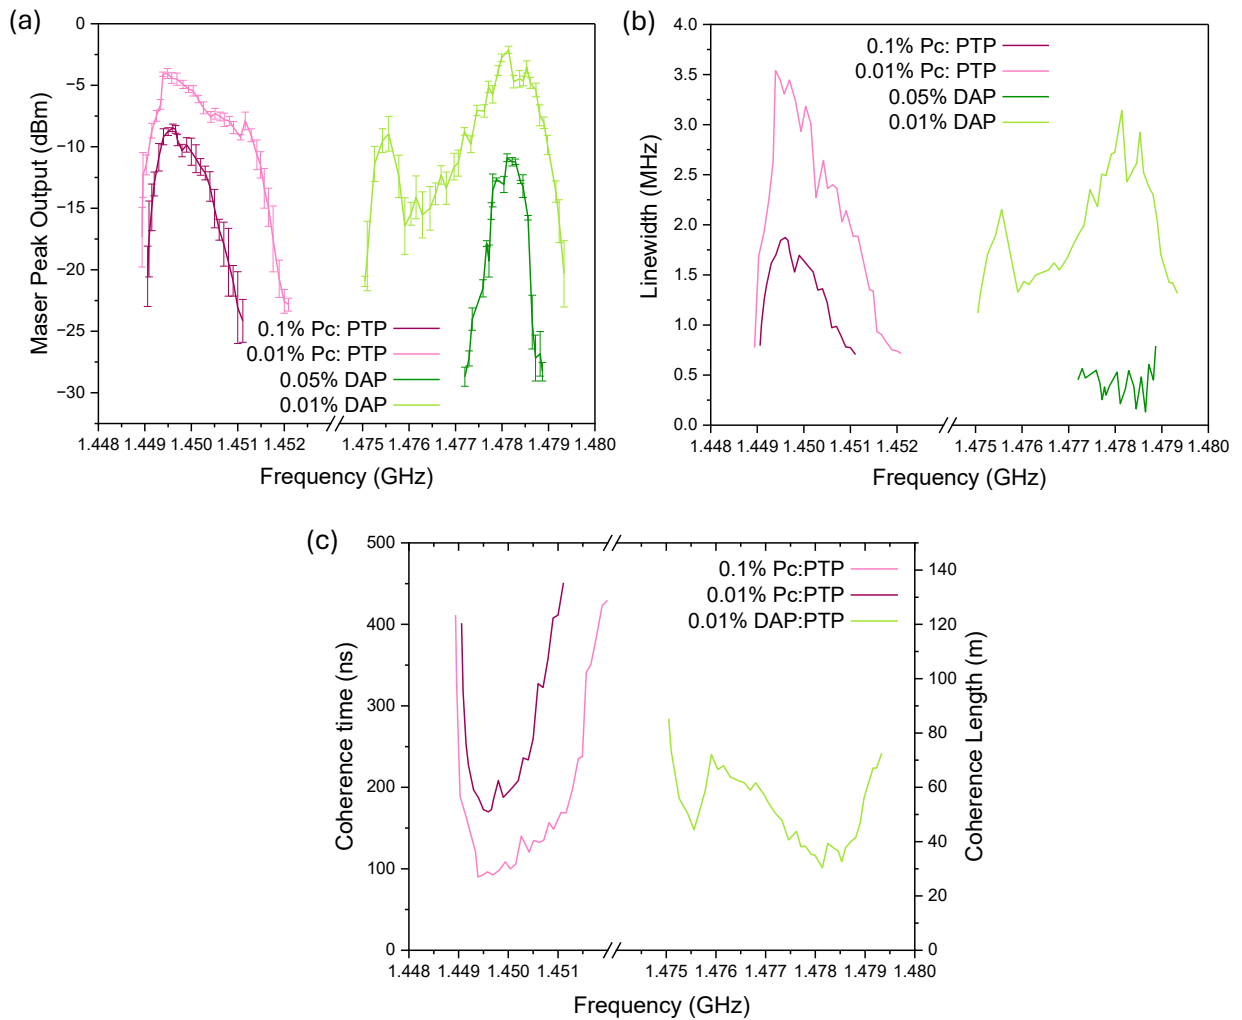 (a)
Maser Peak Output (dBm)
0
−5
−10
−15
−20
−25
−30
0.1% Pc: PTP
0.01% Pc: PTP
0.05% DAP
0.01% DAP
1.448 1.449 1.450 1.451 1.452 1.475 1.476 1.477 1.478 1.479 1.480
Frequency (GHz)
(b)
Linewidth (MHz)
4.0
3.5
3.0
2.5
2.0
1.5
1.0
0.5
0.0
0.1% Pc: PTP
0.01% Pc: PTP
0.05% DAP
0.01% DAP
1.448 1.449 1.450 1.451 1.452 1.475 1.476 1.477 1.478 1.479 1.480
Frequency (GHz)
(c)
Coherence time (ns)
500
400
300
200
100
0
0.1% Pc:PTP
0.01% Pc:PTP
0.01% DAP:PTP
140
120
100
80
60
40
20
0
Coherence Length (m)
1.448 1.449 1.450 1.451 1.475 1.476 1.477 1.478 1.479 1.480
Frequency (GHz)